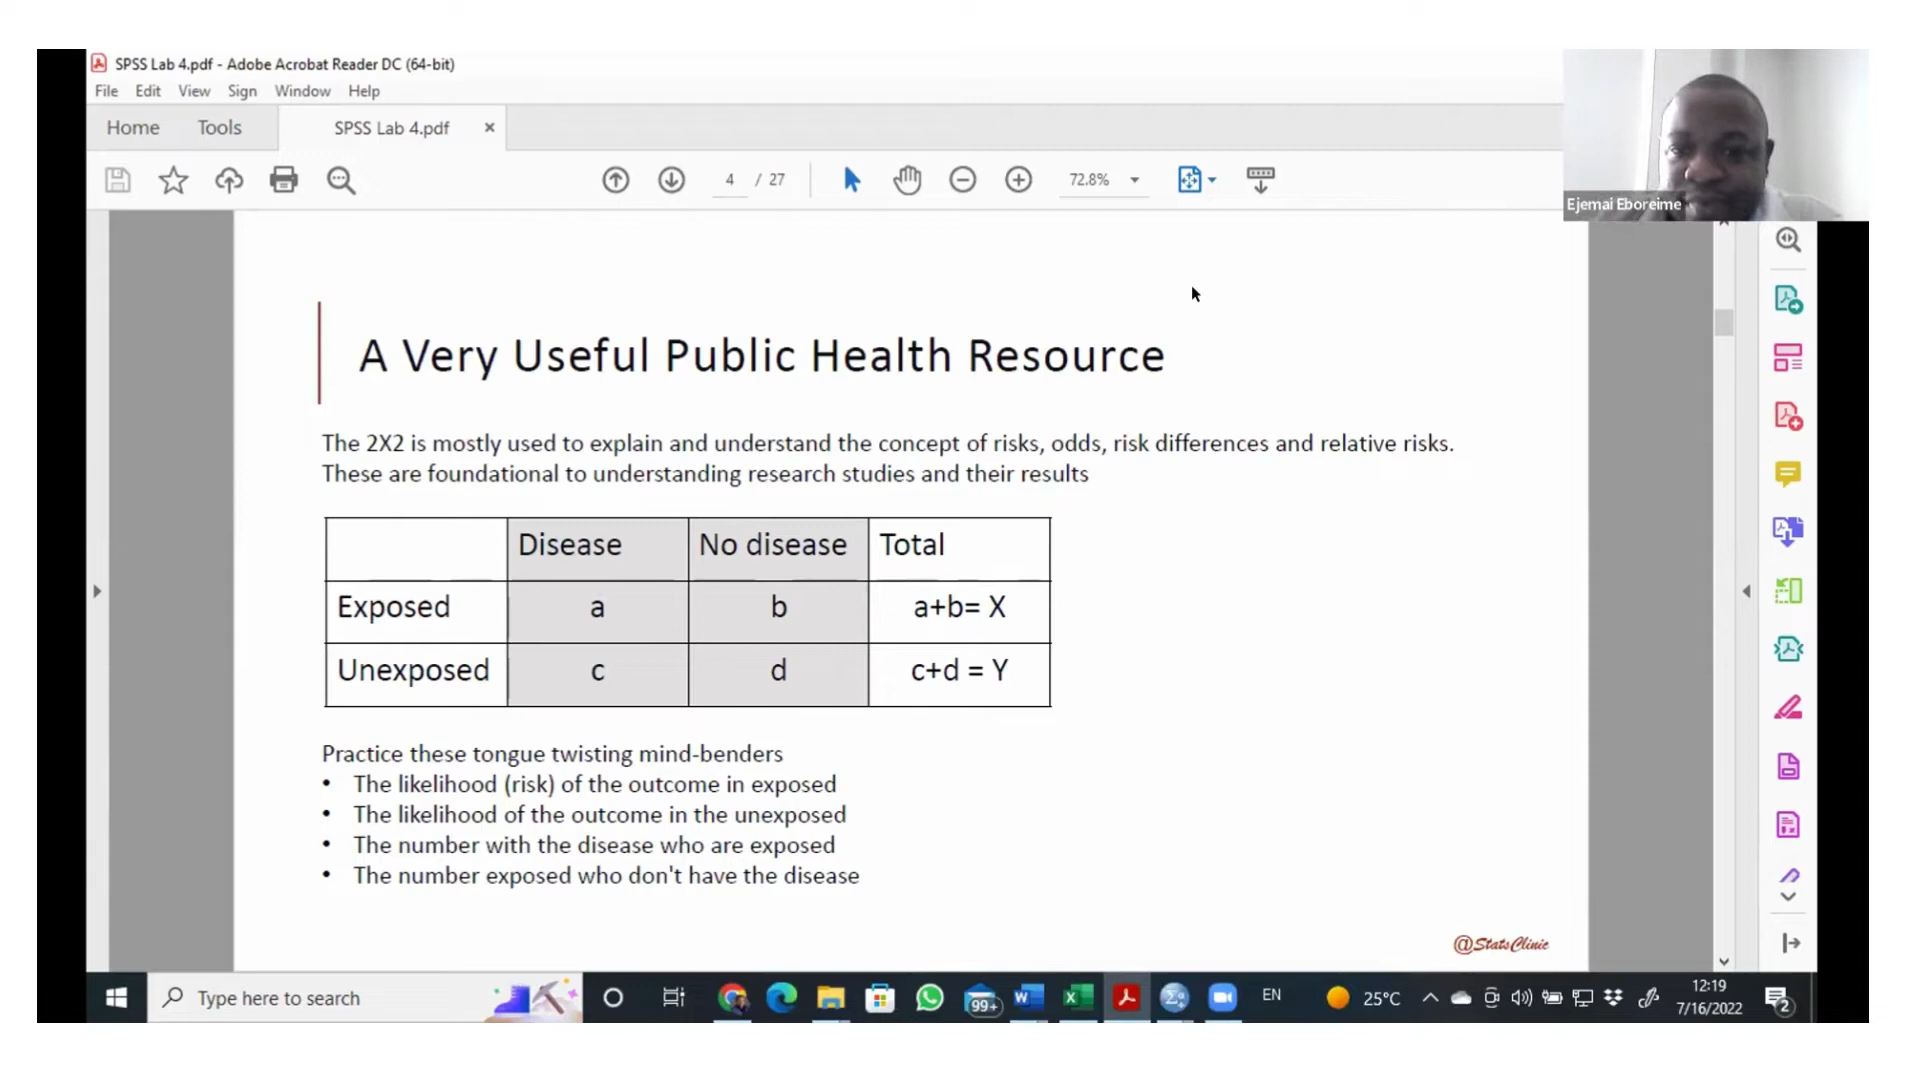 SPSS Lab 4.pdf - Adobe Acrobat Reader DC (64-bit)
File Edit View Sign Window Help
Home Tools SPSS Lab 4.pdf ×
4 / 27 72.8%
Ejemai Eboreime
A Very Useful Public Health Resource
The 2X2 is mostly used to explain and understand the concept of risks, odds, risk differences and relative risks.
These are foundational to understanding research studies and their results
Disease No disease Total
Exposed a b a+b= X
Unexposed c d c+d = Y
Practice these tongue twisting mind-benders
• The likelihood (risk) of the outcome in exposed
• The likelihood of the outcome in the unexposed
• The number with the disease who are exposed
• The number exposed who don't have the disease
@StatsClinic
Type here to search 99+ EN 25°C 12:19
7/16/2022 2